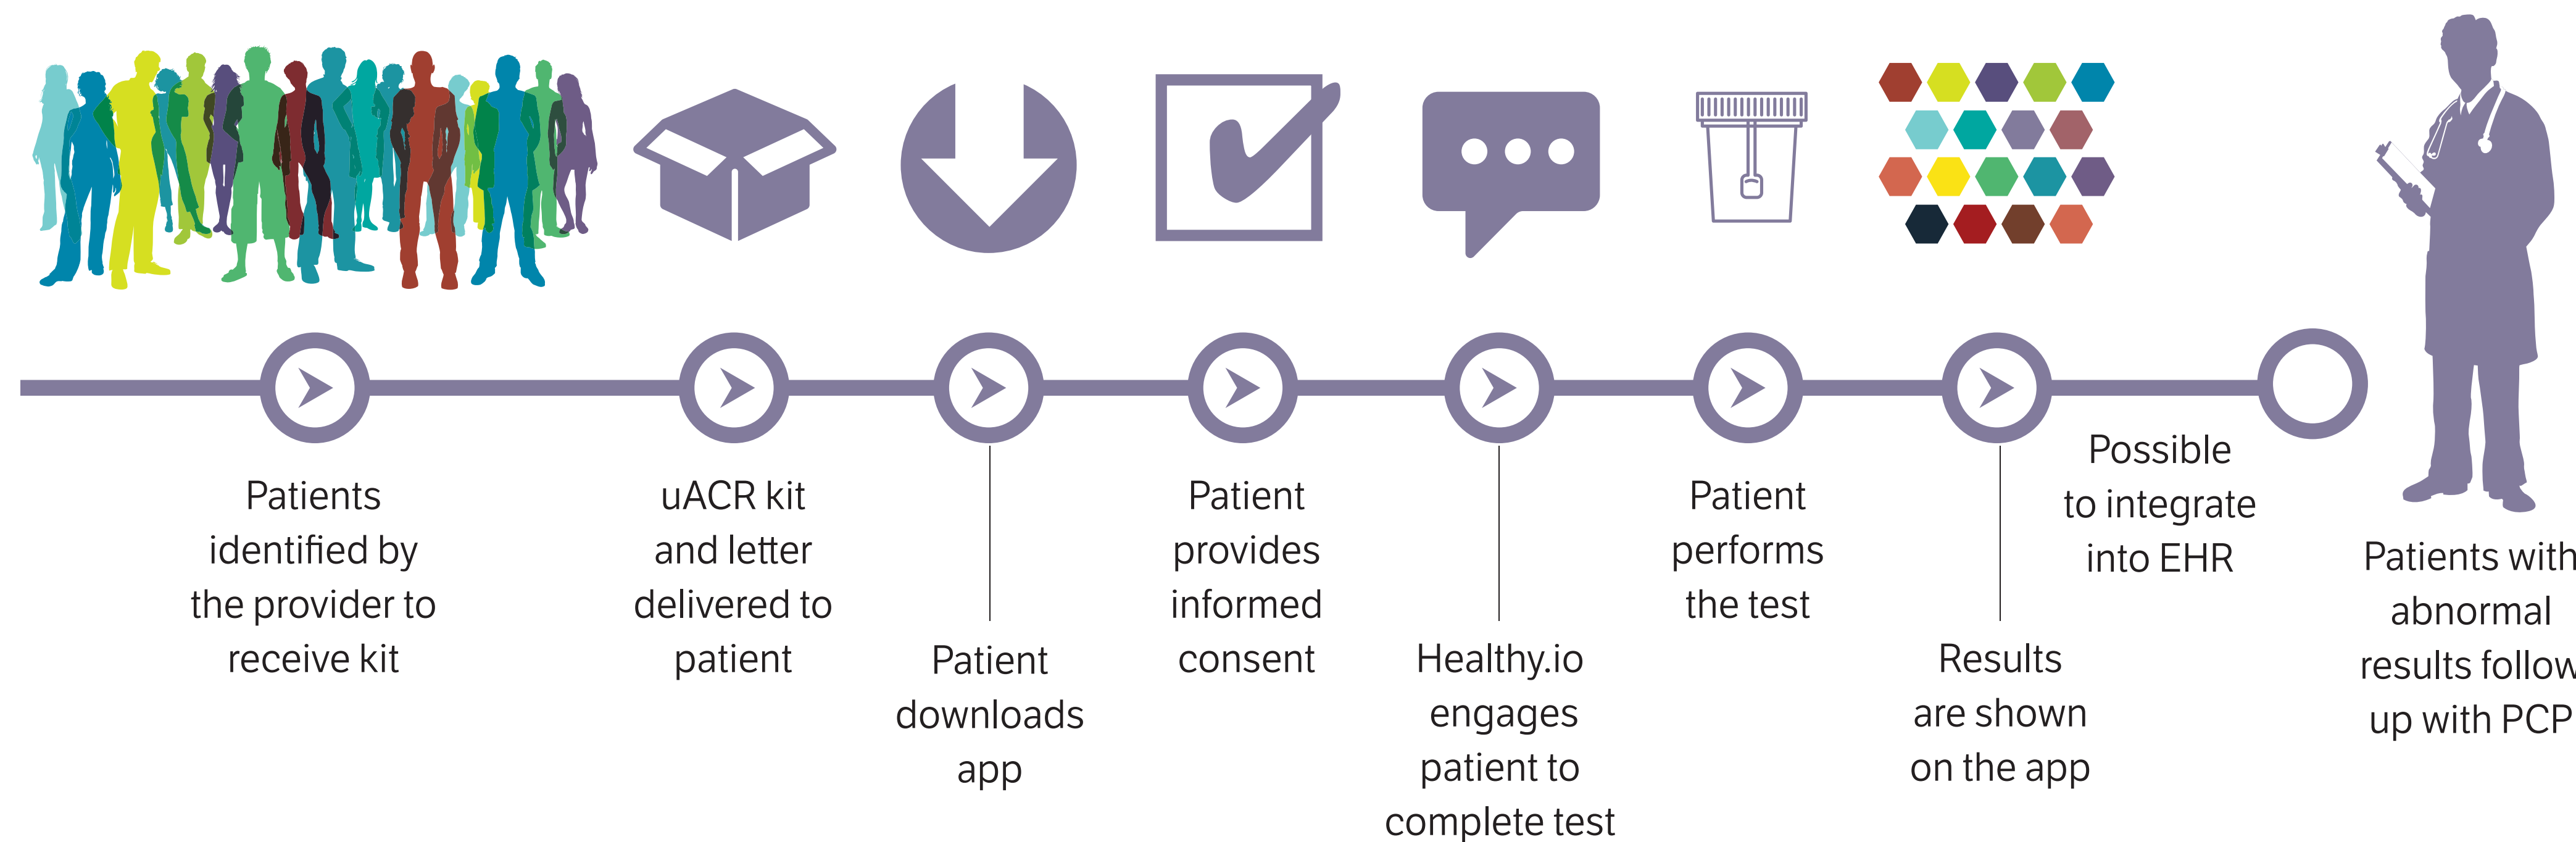 Patients
identified by
the provider to
receive kit
uACR kit
and letter
delivered to
patient
Patient
downloads
app
Patient
provides
informed
consent
Healthy.io
engages
patient to
complete test
Patient
performs
the test
Results
are shown
on the app
Possible
to integrate
into EHR
Patients with
abnormal
results follow
up with PCP